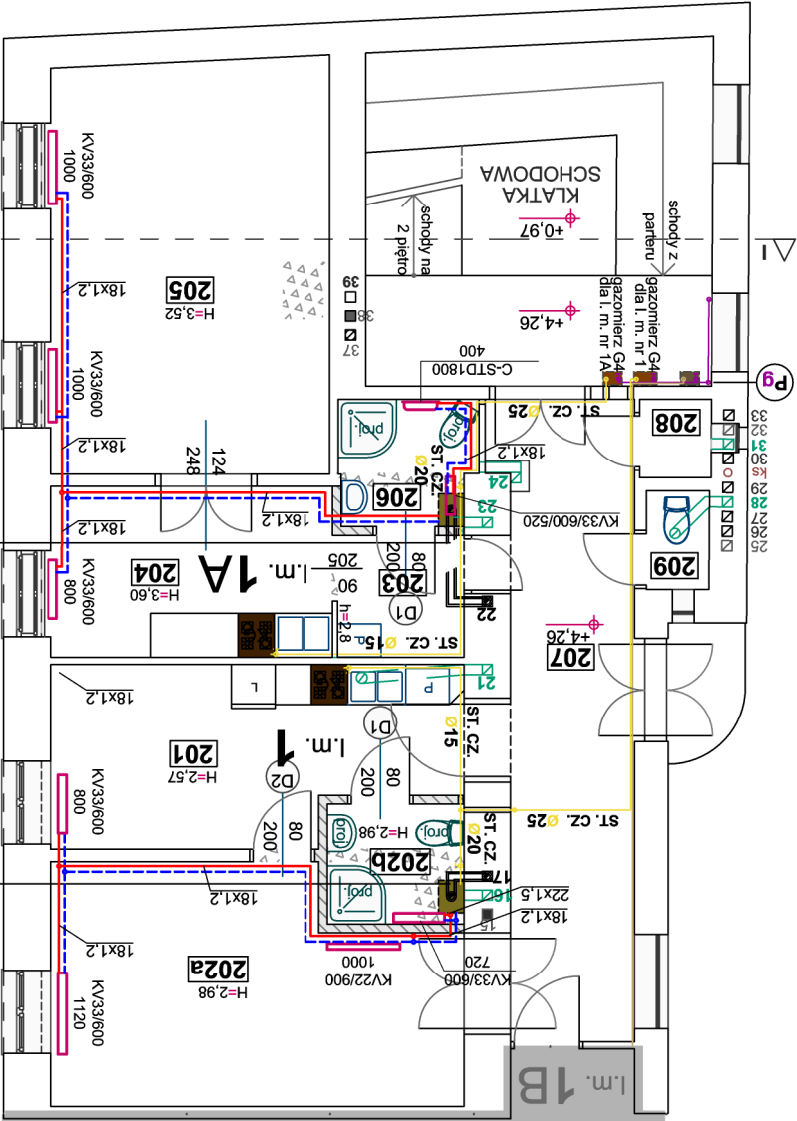 KV33/600
1000
KLATKA
SCHODOWA
schody na
2 piętro
schody z
parteru
+0,97
I
18x1,2
205
H=3,52
39
38
37
+4,26
gazomierz G4
dla l. m. nr 1A
gazomierz G4
dla l. m. nr 1
Pg
KV33/600
1000
C-STD1800
400
18x1,2
proj.
proj.
ST. CZ.
Ø20
ST. CZ. Ø25
18x1,2
208
33
32
31
30
ks
29
28
27
26
25
124
248
206
24
23
KV33/600/520
18x1,2
18x1,2
209
KV33/600
800
204
H=3,60
l.m. 1A
205
90
203
80
200
D1
h=2,8
22
+4,26
207
P
ST. CZ. Ø15
18x1,2
L
P
21
201
H=2,57
l.m. 1
D1
D2
ST. CZ
Ø15
KV33/600
800
80
200
80
200
proj
H=2,98
proj.
202b
ST. CZ.
Ø20
ST. CZ. Ø25
18x1,2
proj.
17
16
15
22x1,5
18x1,2
18x1,2
202a
H=2,98
KV22/900
1000
KV33/600
720
KV33/600
1120
l.m. 1B